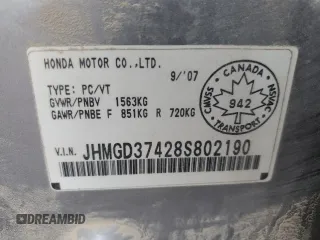 HONDA MOTOR CO.,LTD.
9/'07
TYPE: PC/VT
GVWR/PNBV 1563KG
GAWR/PNBE F 851KG R 720KG
CANADA
CMVSS
NSVAC
942
TRANSPORT
V.I.N. JHMGD37428S802190
DREAMBID